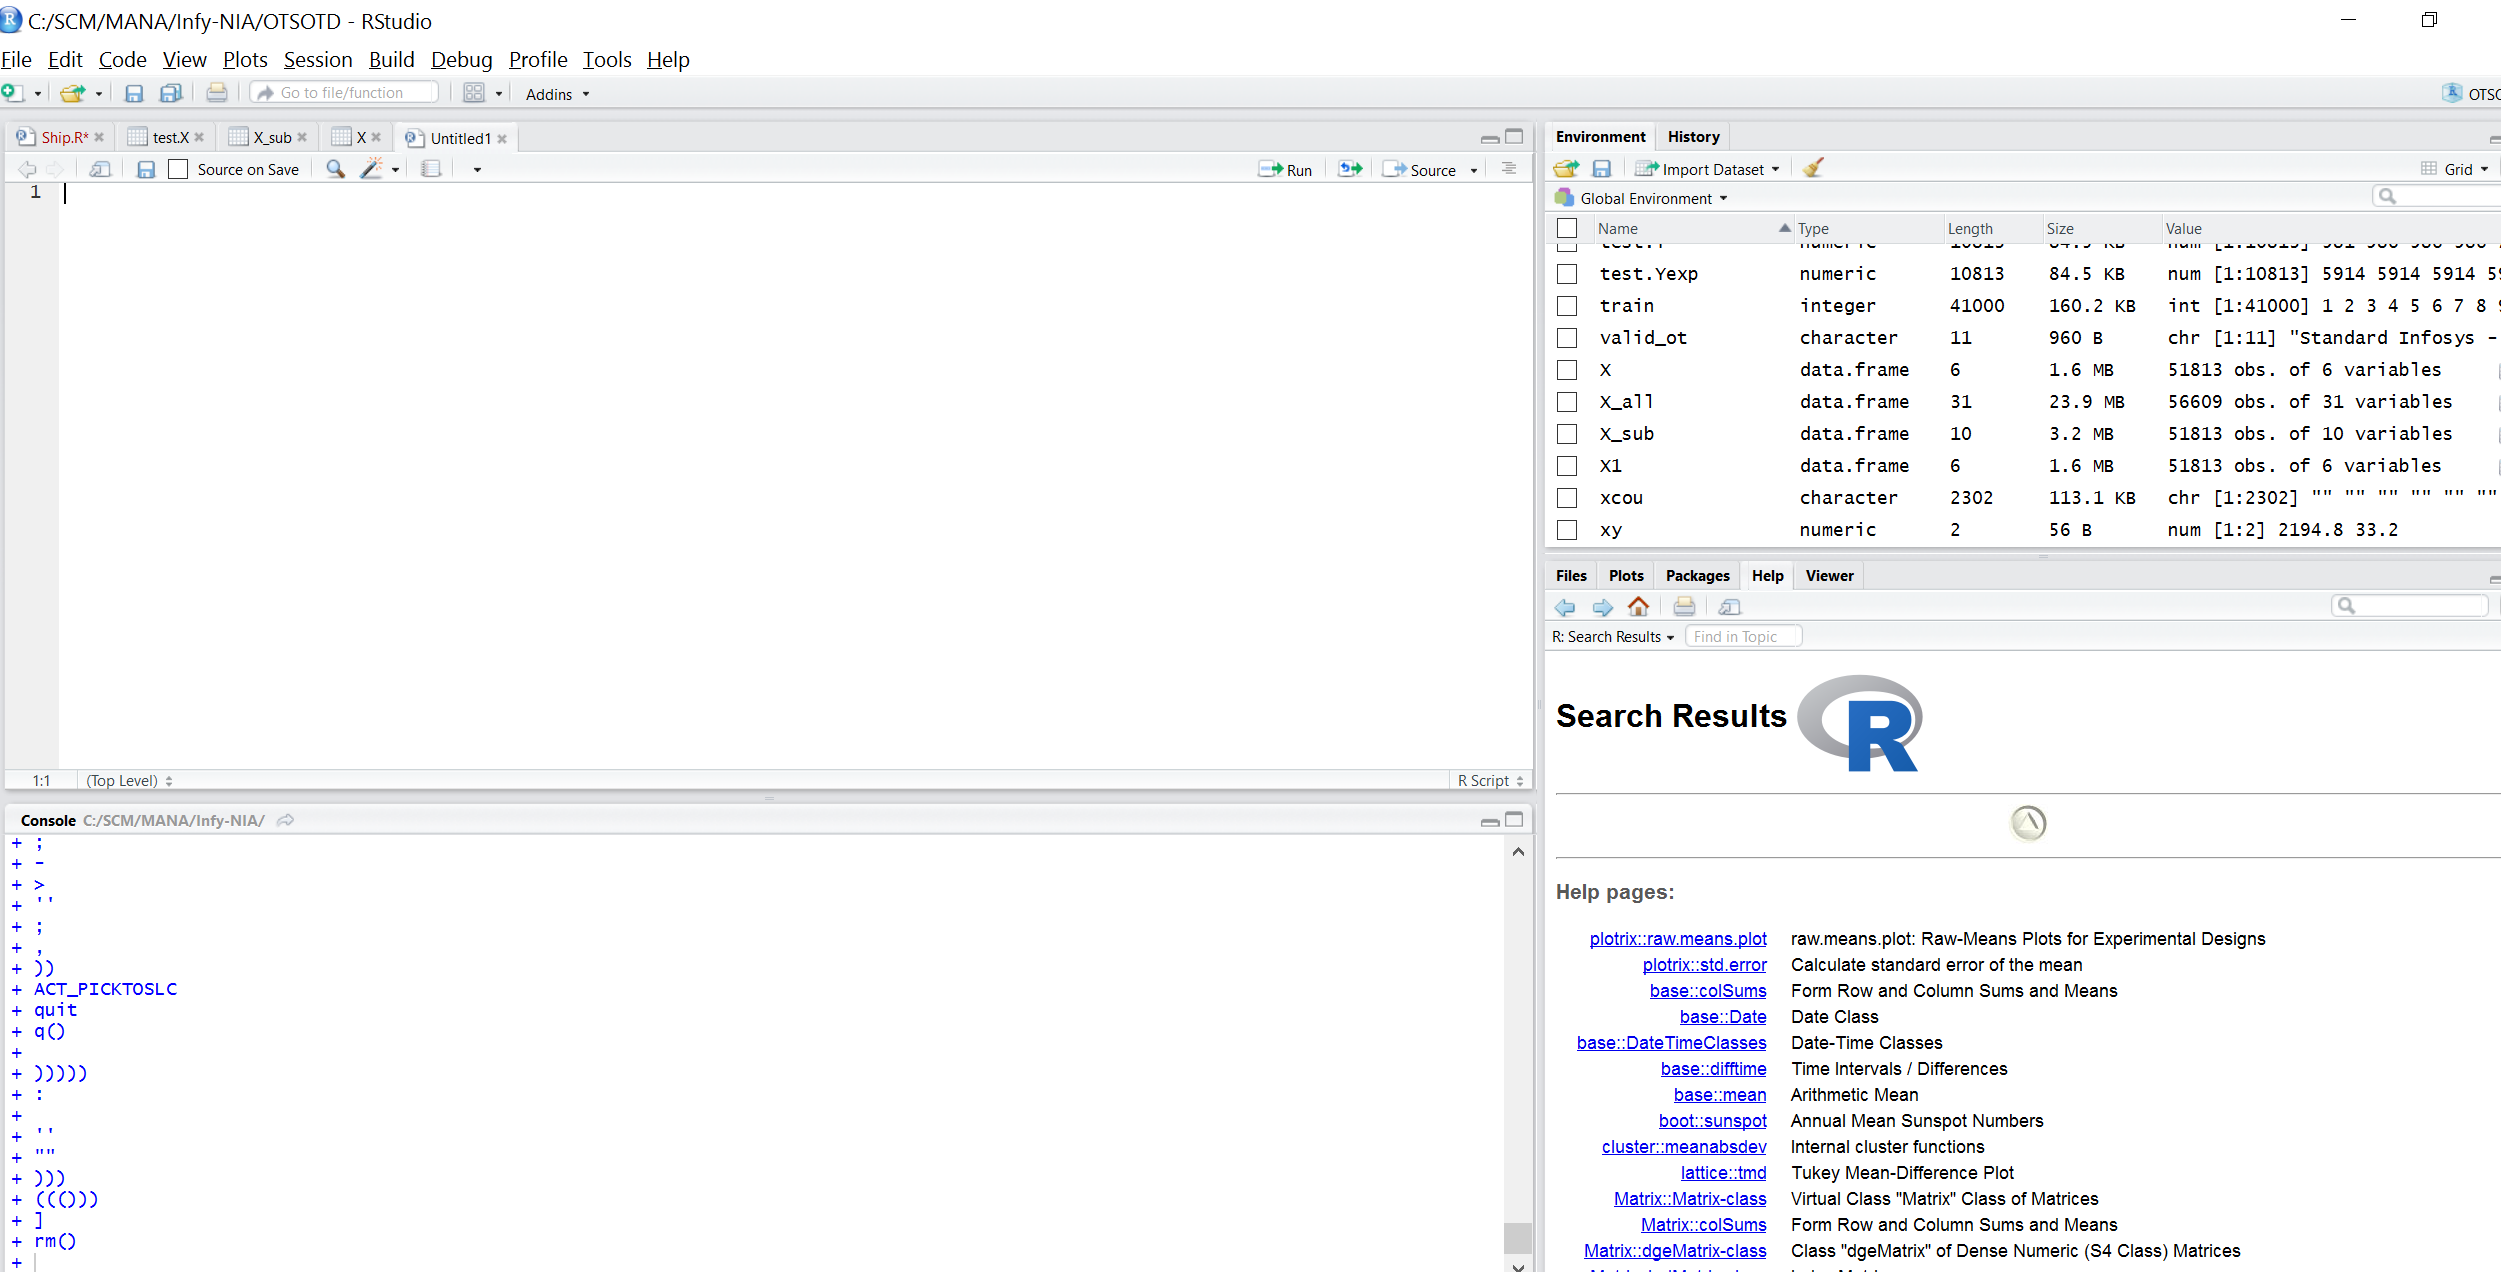 C:/SCM/MANA/Infy-NIA/OTSOTD - RStudio
File Edit Code View Plots Session Build Debug Profile Tools Help
Go to file/function Addins
Ship.R* test.X X_sub X Untitled1
Source on Save Run Source
1
1:1 (Top Level) R Script
Console C:/SCM/MANA/Infy-NIA/
+ ;
+ -
+ >
+ ''
+ ;
+ ,
+ ))
+ ACT_PICKTOSLC
+ quit
+ q()
+
+ )))))
+ :
+
+ ''
+ ""
+ )))
+ ((()))
+ ]
+ rm()
+
Environment History
Import Dataset Grid
Global Environment
Name Type Length Size Value
test.Yexp numeric 10813 84.5 KB num [1:10813] 5914 5914 5914
train integer 41000 160.2 KB int [1:41000] 1 2 3 4 5 6 7 8
valid_ot character 11 960 B chr [1:11] "Standard Infosys -
X data.frame 6 1.6 MB 51813 obs. of 6 variables
X_all data.frame 31 23.9 MB 56609 obs. of 31 variables
X_sub data.frame 10 3.2 MB 51813 obs. of 10 variables
X1 data.frame 6 1.6 MB 51813 obs. of 6 variables
xcou character 2302 113.1 KB chr [1:2302] "" "" "" "" "" ""
xy numeric 2 56 B num [1:2] 2194.8 33.2
Files Plots Packages Help Viewer
R: Search Results Find in Topic
Search Results R
Help pages:
plotrix::raw.means.plot raw.means.plot: Raw-Means Plots for Experimental Designs
plotrix::std.error Calculate standard error of the mean
base::colSums Form Row and Column Sums and Means
base::Date Date Class
base::DateTimeClasses Date-Time Classes
base::difftime Time Intervals / Differences
base::mean Arithmetic Mean
boot::sunspot Annual Mean Sunspot Numbers
cluster::meanabsdev Internal cluster functions
lattice::tmd Tukey Mean-Difference Plot
Matrix::Matrix-class Virtual Class "Matrix" Class of Matrices
Matrix::colSums Form Row and Column Sums and Means
Matrix::dgeMatrix-class Class "dgeMatrix" of Dense Numeric (S4 Class) Matrices